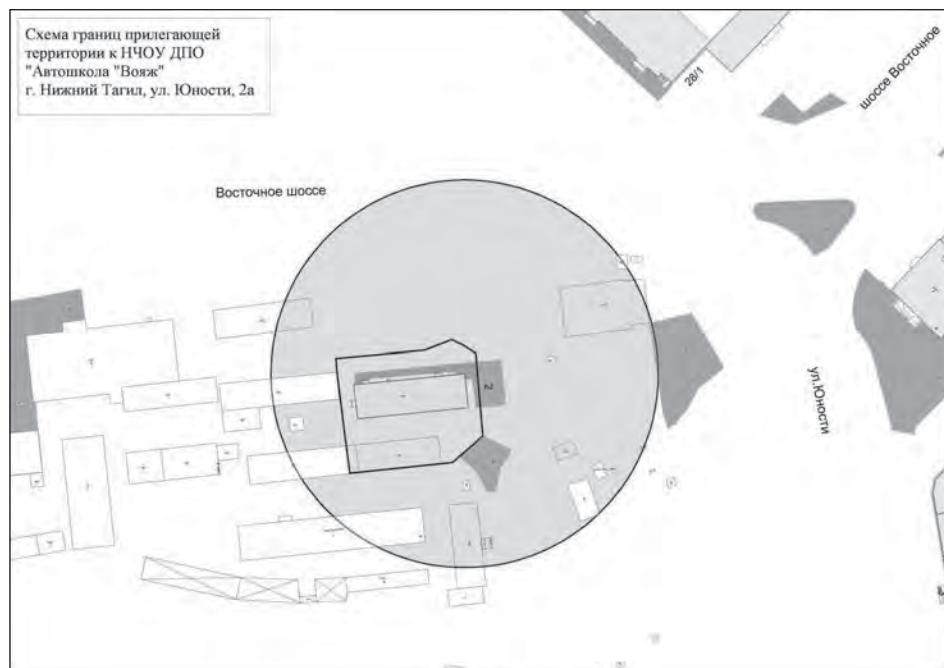 Схема границ прилегающей
территории к НЧОУ ДПО
"Автошкола "Вояж"
г. Нижний Тагил, ул. Юности, 2а
28/1
шоссе Восточное
Восточное шоссе
ул.Юности
2